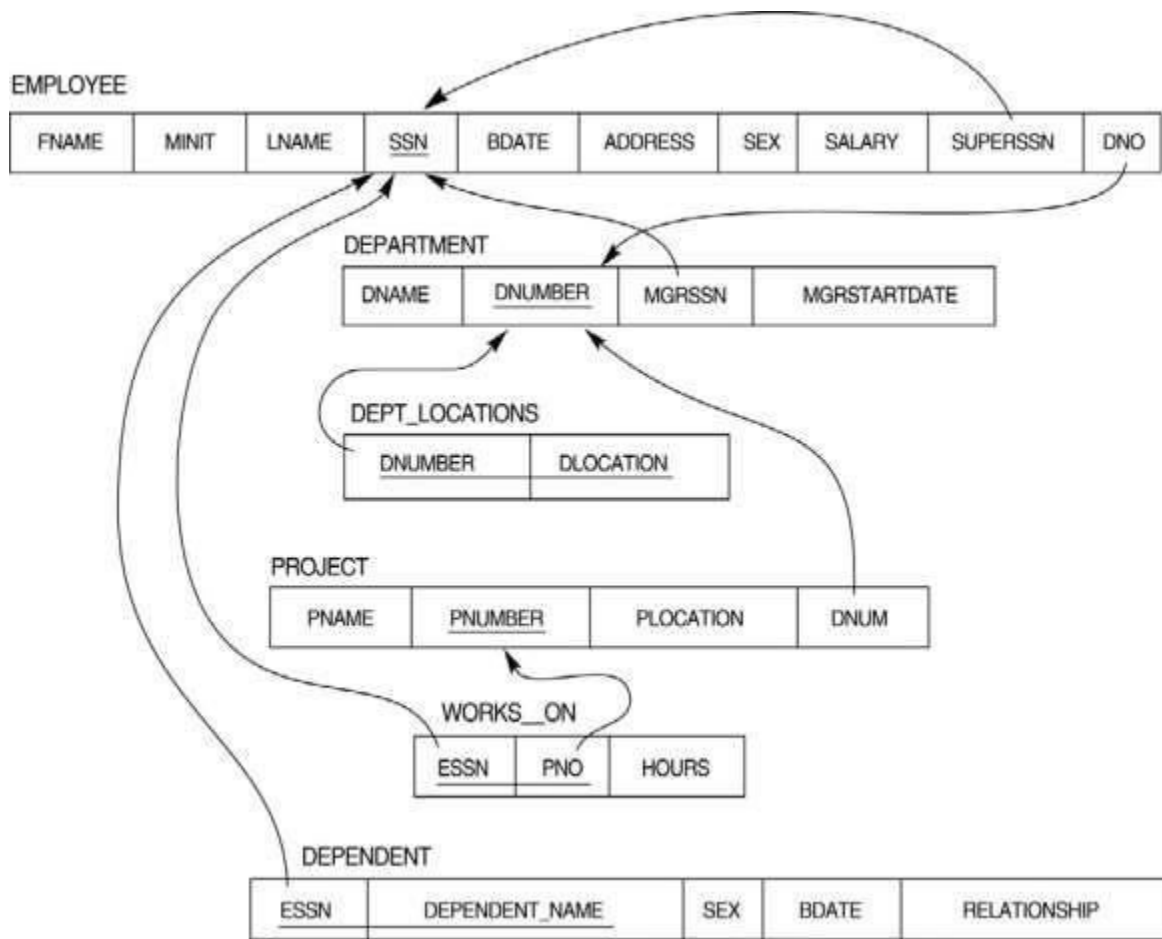 EMPLOYEE
FNAME MINIT LNAME SSN BDATE ADDRESS SEX SALARY SUPERSSN DNO
DEPARTMENT
DNAME DNUMBER MGRSSN MGRSTARTDATE
DEPT_LOCATIONS
DNUMBER DLOCATION
PROJECT
PNAME PNUMBER PLOCATION DNUM
WORKS__ON
ESSN PNO HOURS
DEPENDENT
ESSN DEPENDENT_NAME SEX BDATE RELATIONSHIP